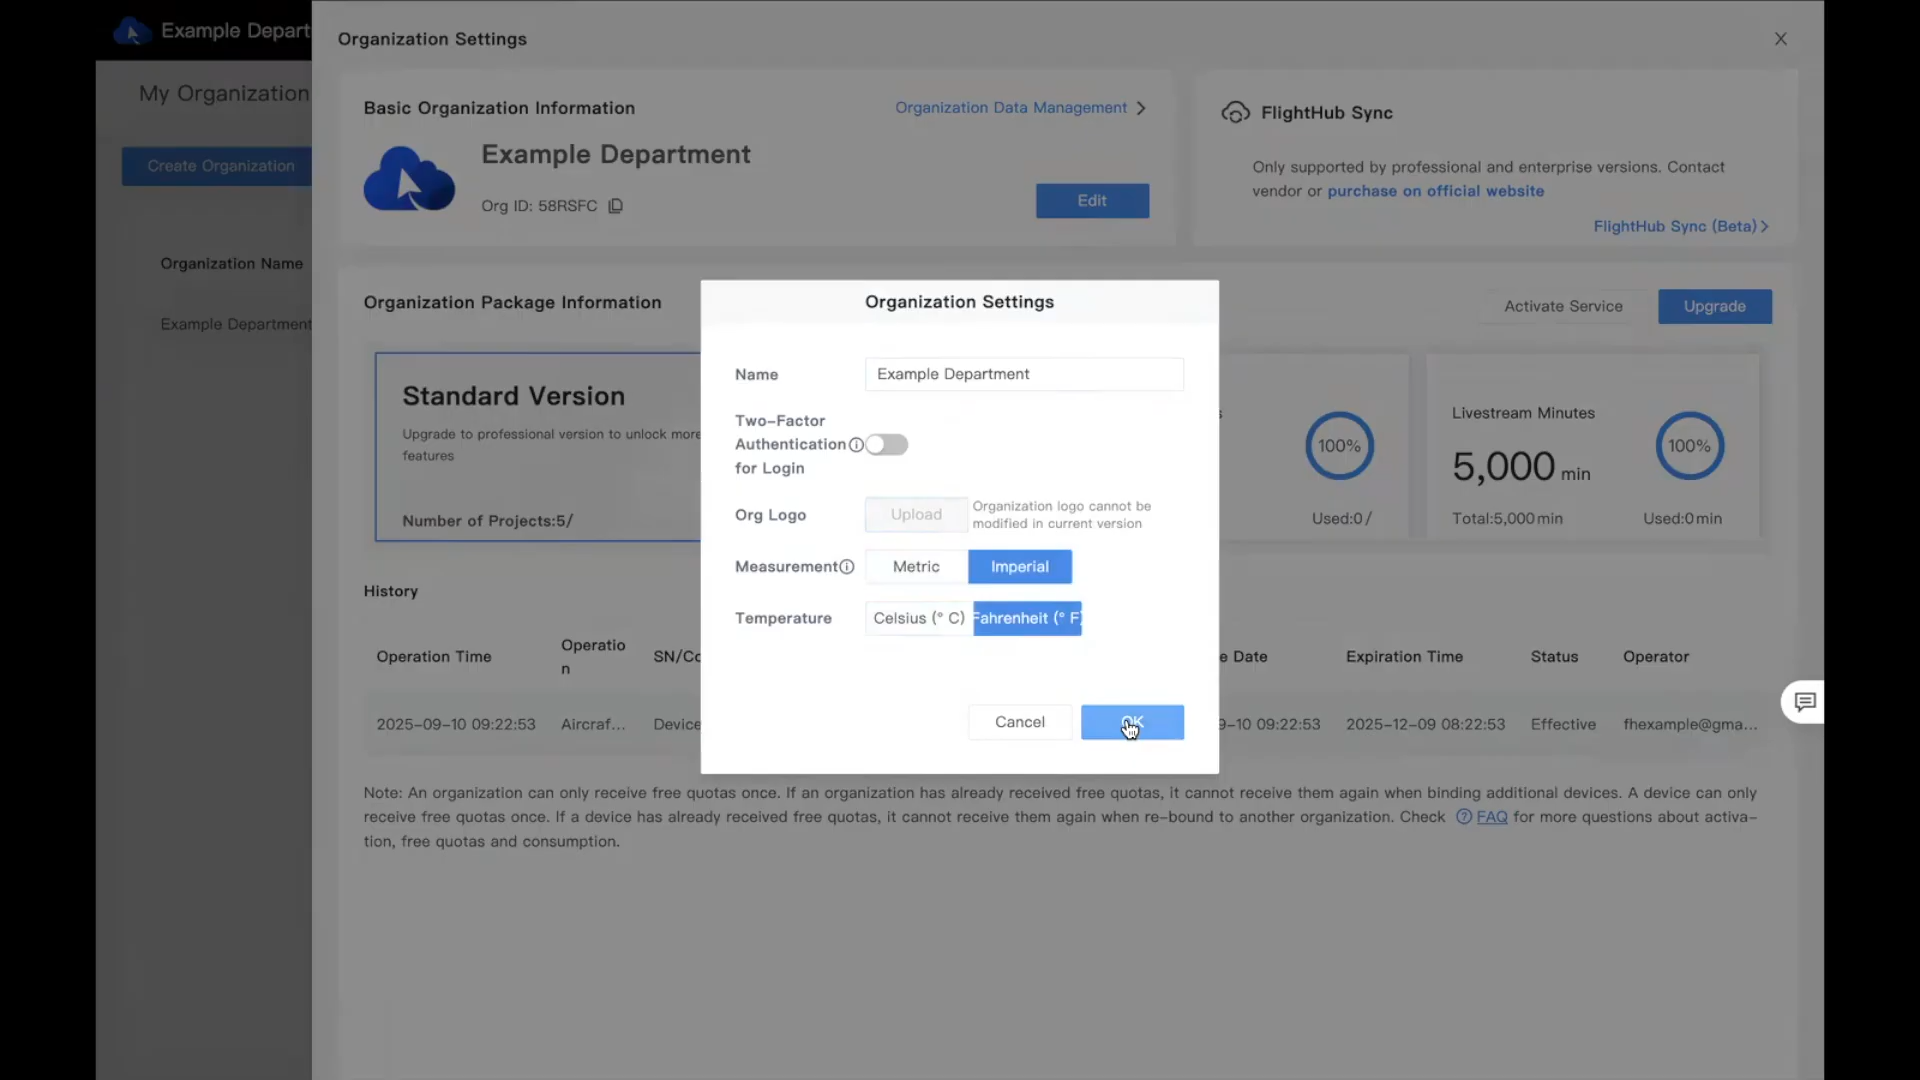 Example Depart
Organization Settings
My Organization
Create Organization
Organization Name
Example Department
Basic Organization Information
Organization Data Management
Example Department
Org ID: 58RSFC
Edit
FlightHub Sync
Only supported by professional and enterprise versions. Contact
vendor or purchase on official website
FlightHub Sync (Beta)
Organization Package Information
Activate Service
Upgrade
Standard Version
Upgrade to professional version to unlock more
features
Number of Projects:5/
100%
Used:0/
Livestream Minutes
5,000 min
100%
Total:5,000min
Used:0min
Organization Settings
Name
Example Department
Two-Factor
Authentication
for Login
Org Logo
Upload
Organization logo cannot be
modified in current version
Measurement
Metric
Imperial
Temperature
Celsius (° C)
Fahrenheit (° F)
Cancel
OK
History
Operation Time
Operatio
n
SN/Co
e Date
Expiration Time
Status
Operator
2025-09-10 09:22:53
Aircraf...
Device
9-10 09:22:53
2025-12-09 08:22:53
Effective
fhexample@gma...
Note: An organization can only receive free quotas once. If an organization has already received free quotas, it cannot receive them again when binding additional devices. A device can only
receive free quotas once. If a device has already received free quotas, it cannot receive them again when re-bound to another organization. Check ? FAQ for more questions about activa-
tion, free quotas and consumption.